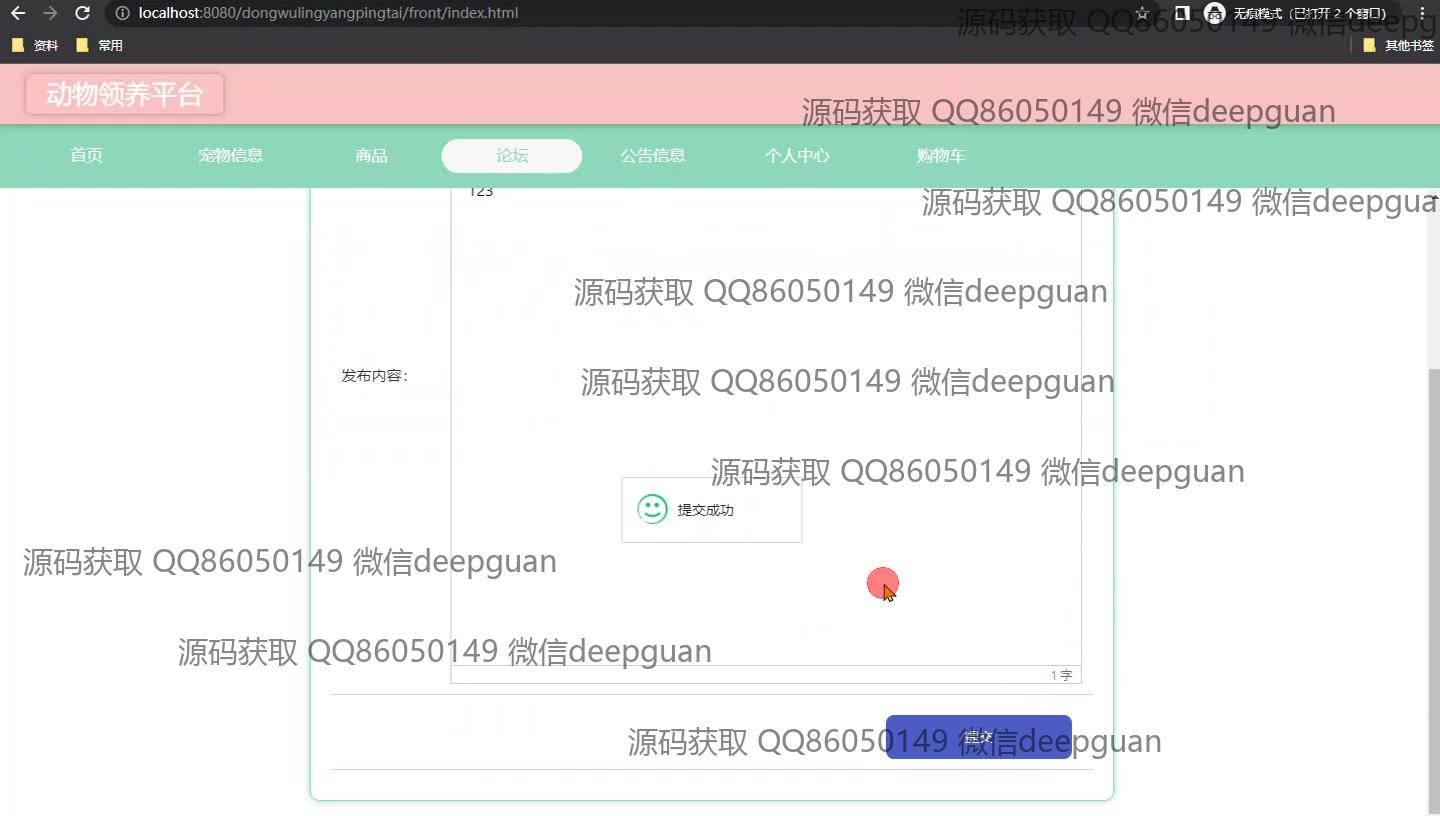 localhost:8080/dongwulingyangpingtai/front/index.html
无痕模式（已打开 2 个窗口）
源码获取 QQ86050149 微信deepg
资料
常用
其他书签
动物领养平台
源码获取 QQ86050149 微信deepguan
首页
宠物信息
商品
论坛
公告信息
个人中心
购物车
123
源码获取 QQ86050149 微信deepgua
源码获取 QQ86050149 微信deepguan
发布内容：
源码获取 QQ86050149 微信deepguan
源码获取 QQ86050149 微信deepguan
提交成功
源码获取 QQ86050149 微信deepguan
源码获取 QQ86050149 微信deepguan
1 字
源码获取 QQ86050149 微信deepguan
提交